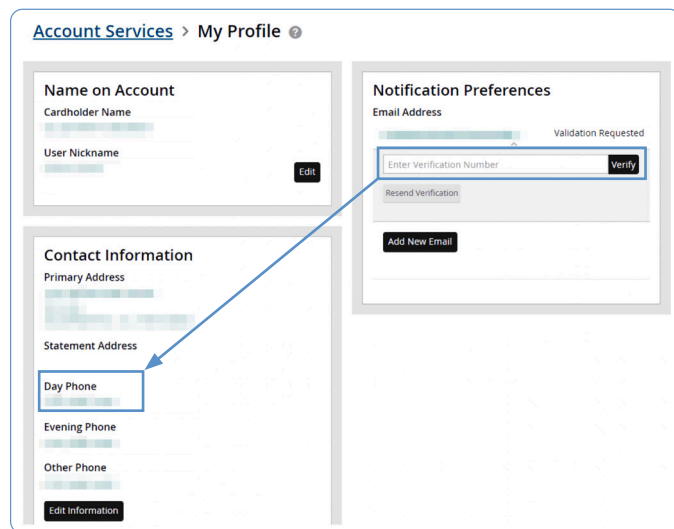 Account Services > My Profile ?
Name on Account
Cardholder Name
User Nickname
Edit
Contact Information
Primary Address
Statement Address
Day Phone
Evening Phone
Other Phone
Edit Information
Notification Preferences
Email Address
Validation Requested
Enter Verification Number
Verify
Resend Verification
Add New Email